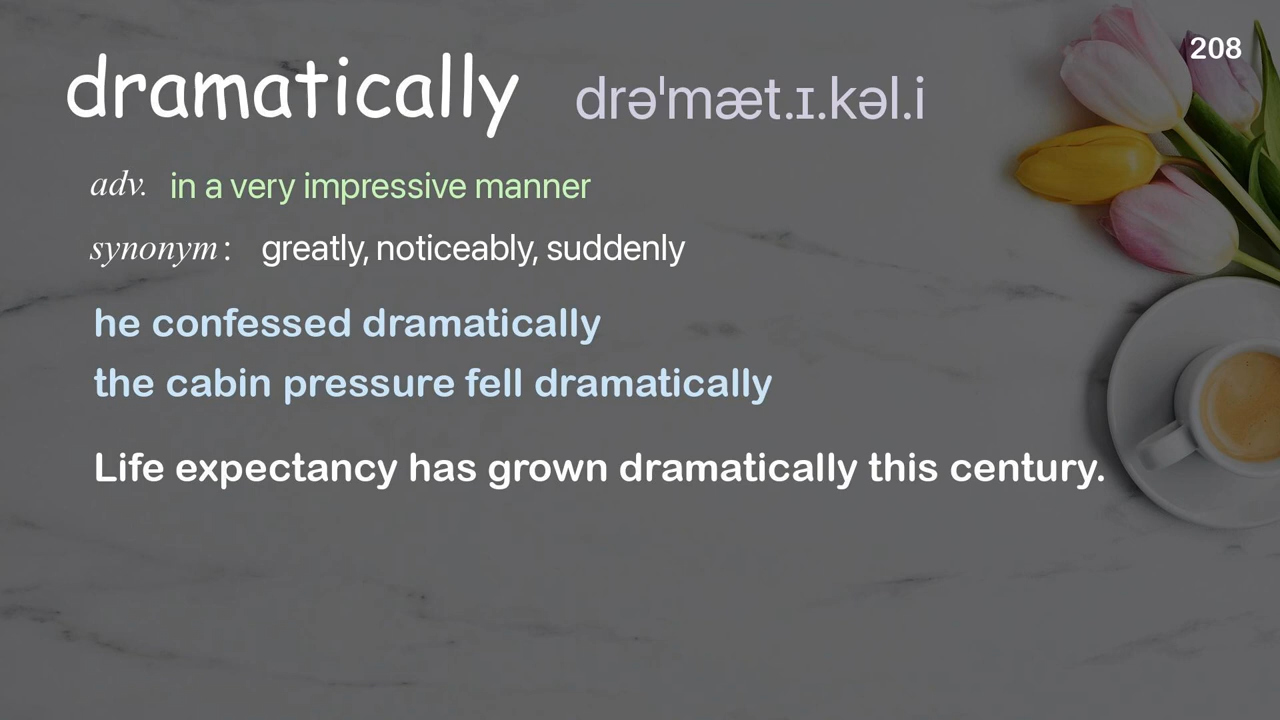 208
dramatically drəˈmæt.ɪ.kəl.i
adv. in a very impressive manner
synonym : greatly, noticeably, suddenly
he confessed dramatically
the cabin pressure fell dramatically
Life expectancy has grown dramatically this century.